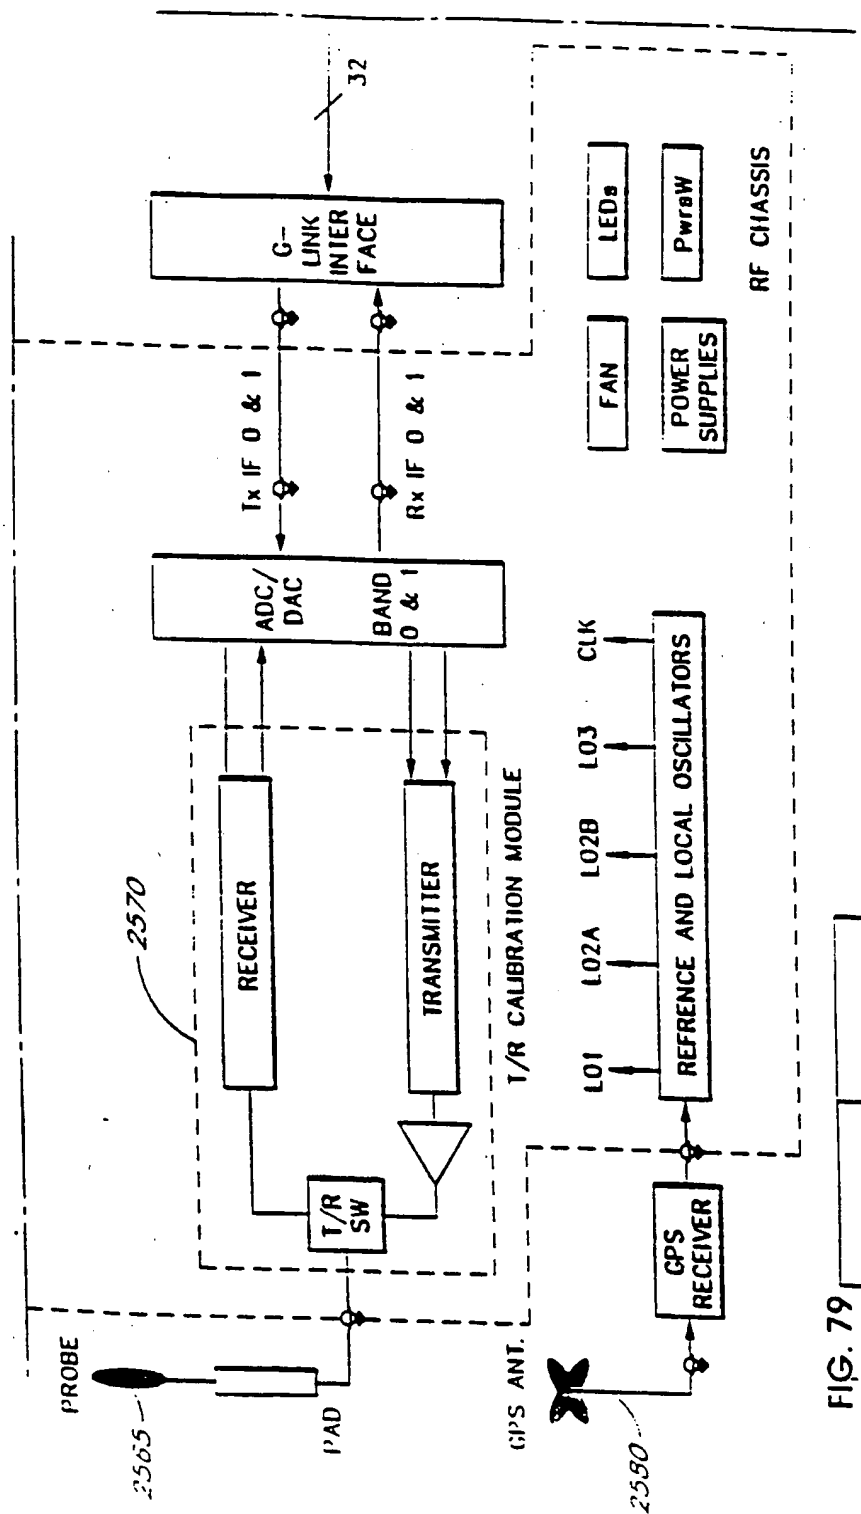 PROBE
2565
PAD
2570
T/R
SW
RECEIVER
TRANSMITTER
T/R CALIBRATION MODULE
ADC/
DAC
BAND
0 & 1
Tx IF 0 & 1
Rx IF 0 & 1
G-
LINK
INTER
FACE
32
GPS ANT.
2580
GPS
RECEIVER
LO1
LO2A
LO2B
LO3
CLK
REFRENCE AND LOCAL OSCILLATORS
FAN
LEDs
POWER
SUPPLIES
PwrsW
RF CHASSIS
FIG. 79